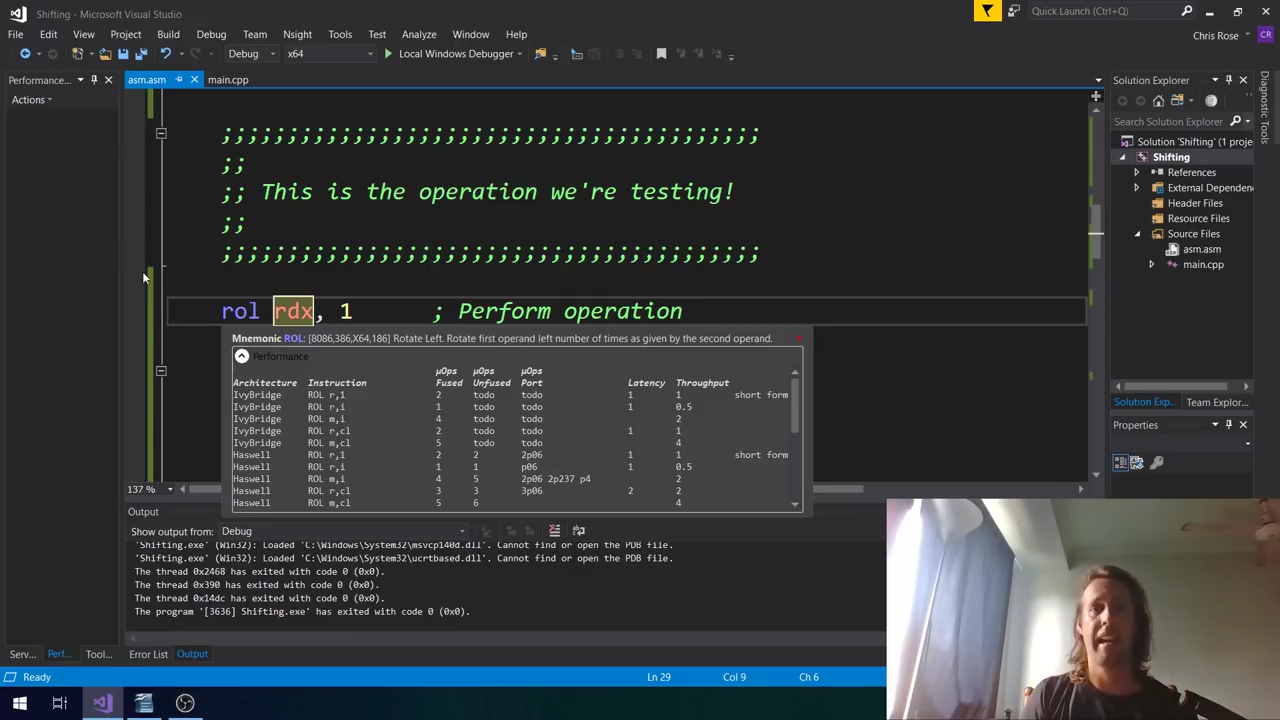 Shifting - Microsoft Visual Studio
Quick Launch (Ctrl+Q)
File Edit View Project Build Debug Team Nsight Tools Test Analyze Window Help
Chris Rose CR
Debug x64 Local Windows Debugger
Performance...
Actions
asm.asm main.cpp
;;;;;;;;;;;;;;;;;;;;;;;;;;;;;;;;;;;;;;;;;
;;
;; This is the operation we're testing!
;;
;;;;;;;;;;;;;;;;;;;;;;;;;;;;;;;;;;;;;;;;;
rol rdx, 1 ; Perform operation
Mnemonic ROL: [8086,386,X64,186] Rotate Left. Rotate first operand left number of times as given by the second operand.
Performance
µOps µOps µOps
Architecture Instruction Fused Unfused Port Latency Throughput
IvyBridge ROL r,1 2 todo todo 1 1 short form
IvyBridge ROL r,i 1 todo todo 1 0.5
IvyBridge ROL m,i 4 todo todo 2
IvyBridge ROL r,cl 2 todo todo 1 1
IvyBridge ROL m,cl 5 todo todo 4
Haswell ROL r,1 2 2 2p06 1 1 short form
Haswell ROL r,i 1 1 p06 1 0.5
Haswell ROL m,i 4 5 2p06 2p237 p4 2
Haswell ROL r,cl 3 3 3p06 2 2
Haswell ROL m,cl 5 6 4
137 %
Output
Show output from: Debug
'Shifting.exe' (Win32): Loaded 'C:\Windows\System32\msvcp140d.dll'. Cannot find or open the PDB file.
'Shifting.exe' (Win32): Loaded 'C:\Windows\System32\ucrtbased.dll'. Cannot find or open the PDB file.
The thread 0x2468 has exited with code 0 (0x0).
The thread 0x390 has exited with code 0 (0x0).
The thread 0x14dc has exited with code 0 (0x0).
The program '[3636] Shifting.exe' has exited with code 0 (0x0).
Serv... Perf... Tool... Error List Output
Ready Ln 29 Col 9 Ch 6
Solution Explorer
Search Solution Explorer
Solution 'Shifting' (1 proje
Shifting
References
External Dependenc
Header Files
Resource Files
Source Files
asm.asm
main.cpp
Solution Exp... Team Explor...
Properties
Diagnostic Tools